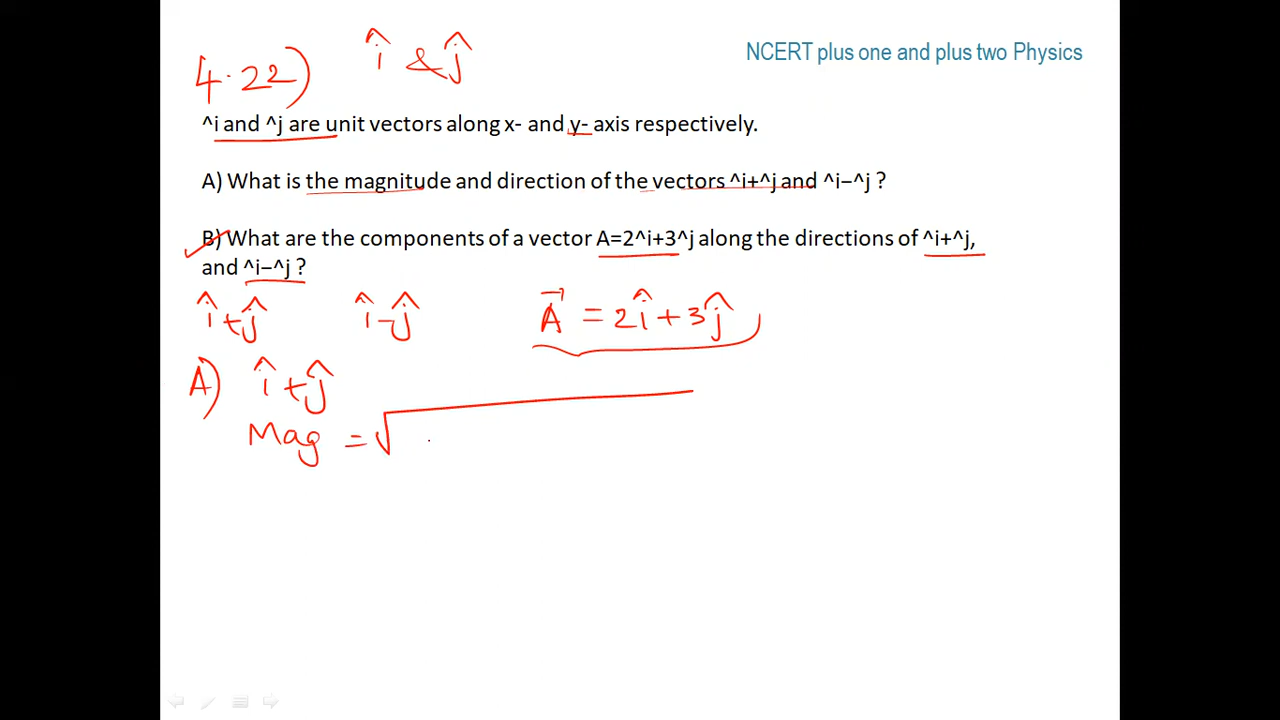 NCERT plus one and plus two Physics
4.22) î & ĵ
^i and ^j are unit vectors along x- and y- axis respectively.
A) What is the magnitude and direction of the vectors ^i+^j and ^i−^j ?
B) What are the components of a vector A=2^i+3^j along the directions of ^i+^j,
and ^i−^j ?
î+ĵ î-ĵ A⃗ = 2î+3ĵ
A) î+ĵ
Mag = √